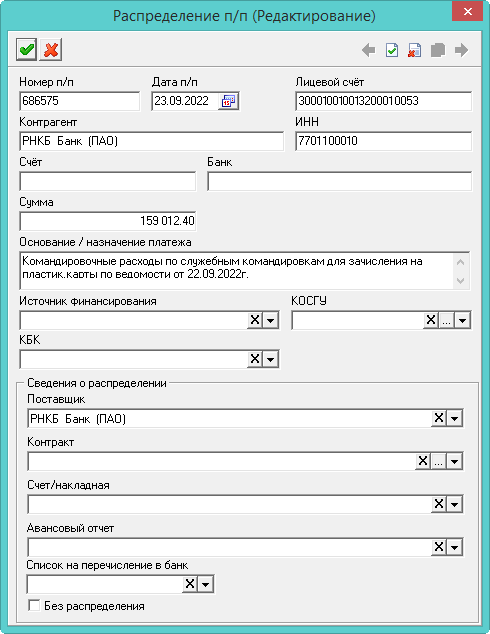 Распределение п/п (Редактирование)
Номер п/п
Дата п/п
Лицевой счёт
686575
23.09.2022
300010010013200010053
Контрагент
ИНН
РНКБ Банк (ПАО)
7701100010
Счёт
Банк
Сумма
159 012.40
Основание / назначение платежа
Командировочные расходы по служебным командировкам для зачисления на
пластик.карты по ведомости от 22.09.2022г.
Источник финансирования
КОСГУ
КБК
Сведения о распределении
Поставщик
РНКБ Банк (ПАО)
Контракт
Счет/накладная
Авансовый отчет
Список на перечисление в банк
Без распределения